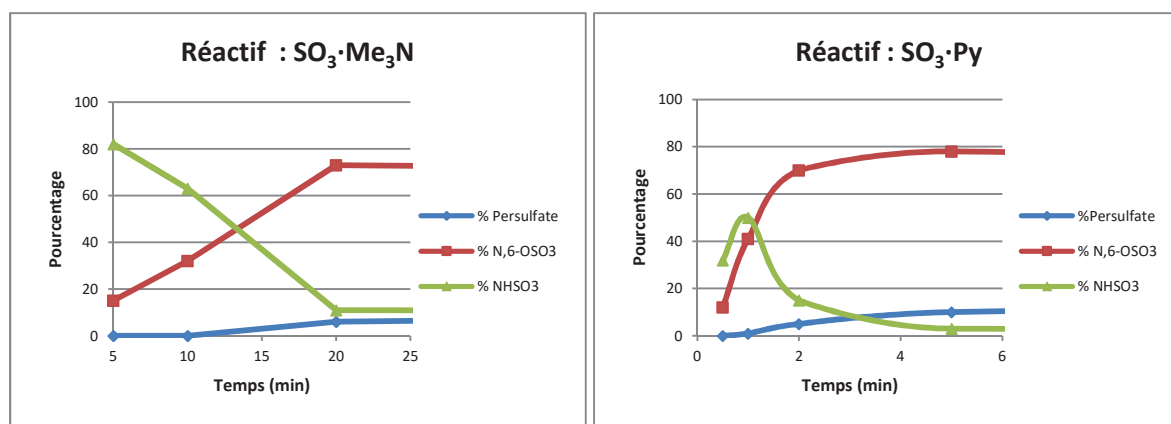 Réactif : SO₃·Me₃N
100
80
60
40
20
0
Pourcentage
5
10
15
20
25
Temps (min)
% Persulfate
% N,6-OSO3
% NHSO3
Réactif : SO₃·Py
100
80
60
40
20
0
Pourcentage
0
2
4
6
Temps (min)
%Persulfate
% N,6-OSO3
% NHSO3